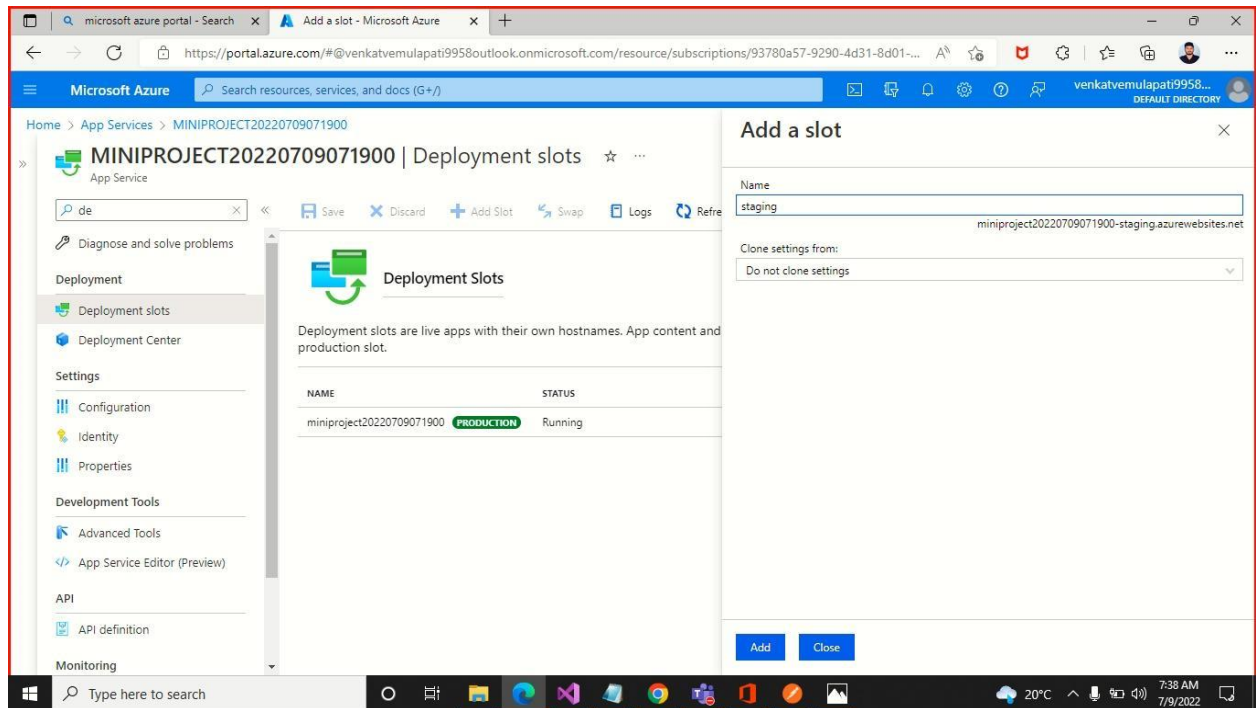 microsoft azure portal - Search
Add a slot - Microsoft Azure
https://portal.azure.com/#@venkatvemulapati9958outlook.onmicrosoft.com/resource/subscriptions/93780a57-9290-4d31-8d01-...
Microsoft Azure
Search resources, services, and docs (G+/)
venkatvemulapati9958...
DEFAULT DIRECTORY
Home > App Services > MINIPROJECT20220709071900
MINIPROJECT20220709071900 | Deployment slots
App Service
de
Save Discard Add Slot Swap Logs Refre
Diagnose and solve problems
Deployment
Deployment slots
Deployment Center
Settings
Configuration
Identity
Properties
Development Tools
Advanced Tools
App Service Editor (Preview)
API
API definition
Monitoring
Deployment Slots
Deployment slots are live apps with their own hostnames. App content and
production slot.
NAME STATUS
miniproject20220709071900 PRODUCTION Running
Add a slot
Name
staging
miniproject20220709071900-staging.azurewebsites.net
Clone settings from:
Do not clone settings
Add Close
Type here to search
20°C
7:38 AM
7/9/2022